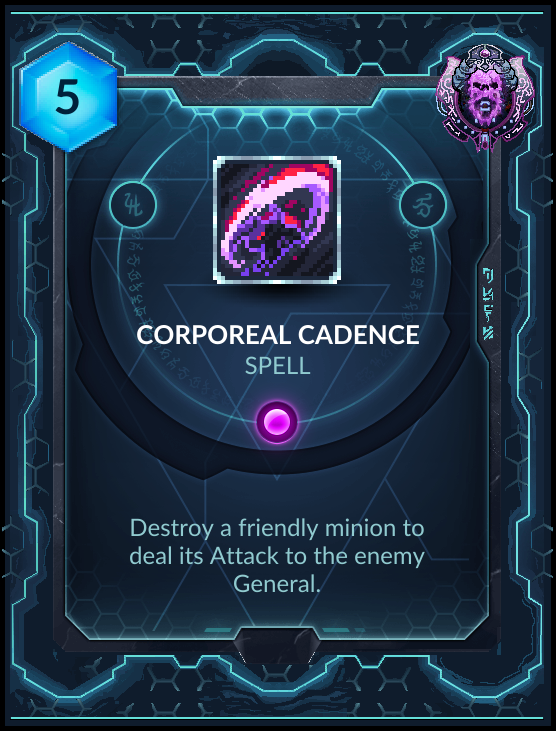 5
CORPOREAL CADENCE
SPELL
Destroy a friendly minion to
deal its Attack to the enemy
General.